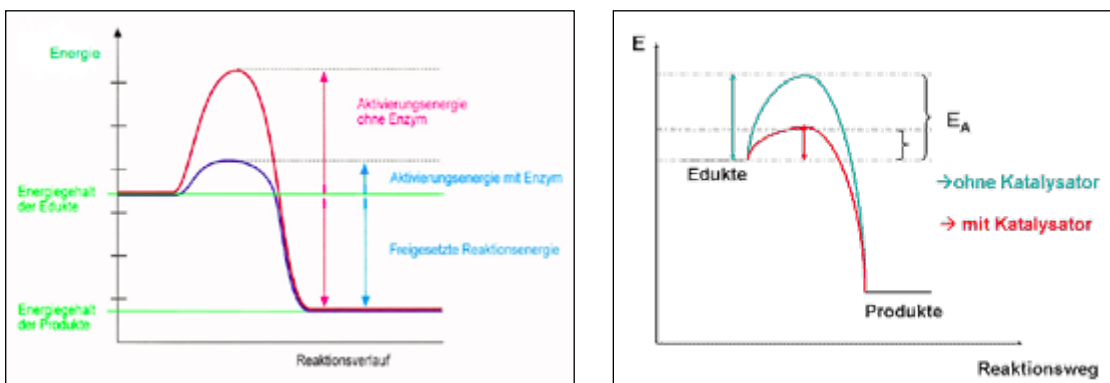 Energie
Aktivierungsenergie
ohne Enzym
Aktivierungsenergie mit Enzym
Energiegehalt
der Edukte
Freigesetzte Reaktionsenergie
Energiegehalt
der Produkte
Reaktionsverlauf
E
E_A
Edukte
→ohne Katalysator
→ mit Katalysator
Produkte
Reaktionsweg